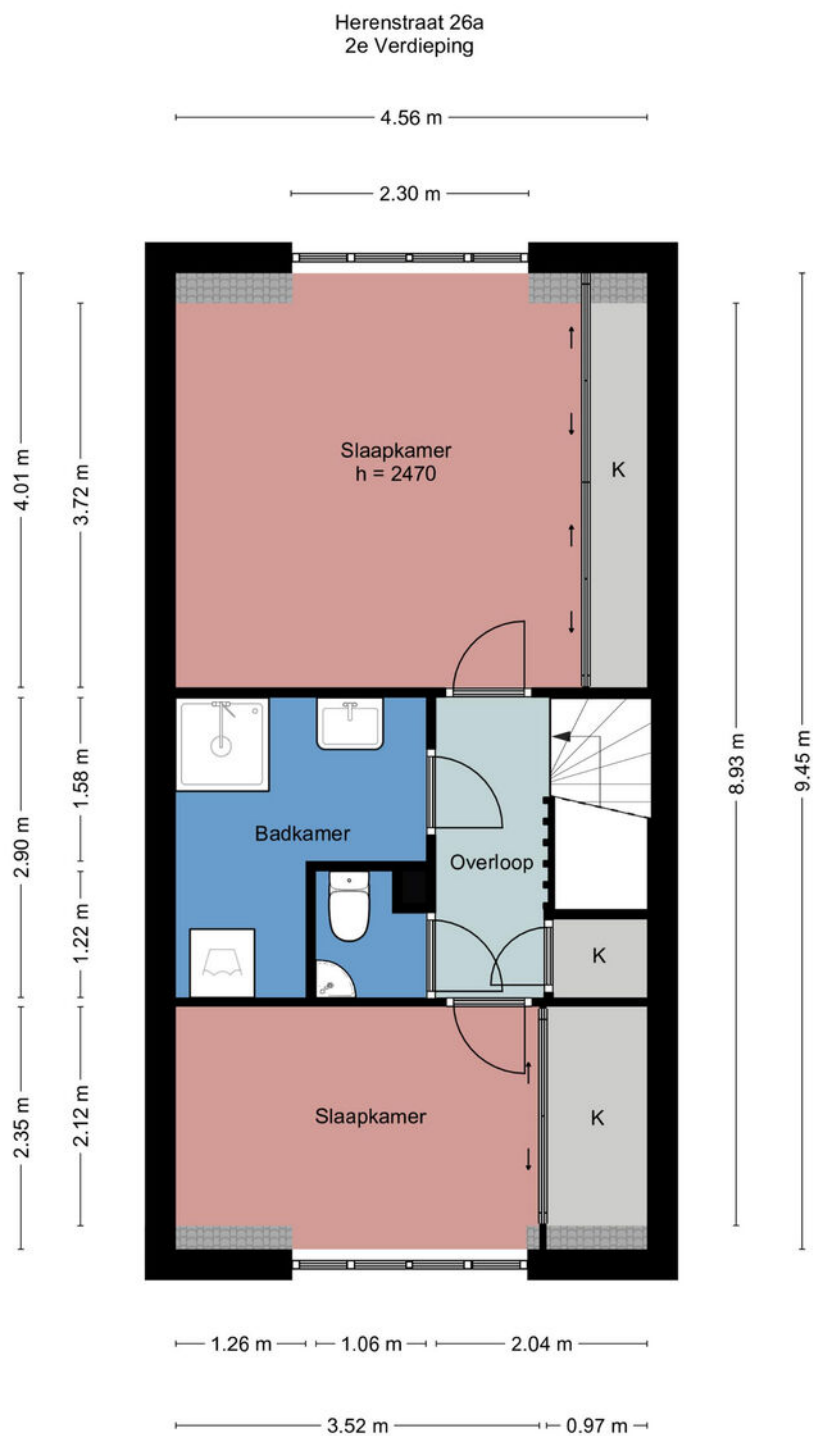 Herenstraat 26a
2e Verdieping
4.56 m
2.30 m
4.01 m
3.72 m
Slaapkamer
h = 2470
K
8.93 m
9.45 m
2.90 m
1.58 m
Badkamer
Overloop
1.22 m
K
2.35 m
2.12 m
Slaapkamer
K
1.26 m
1.06 m
2.04 m
3.52 m
0.97 m